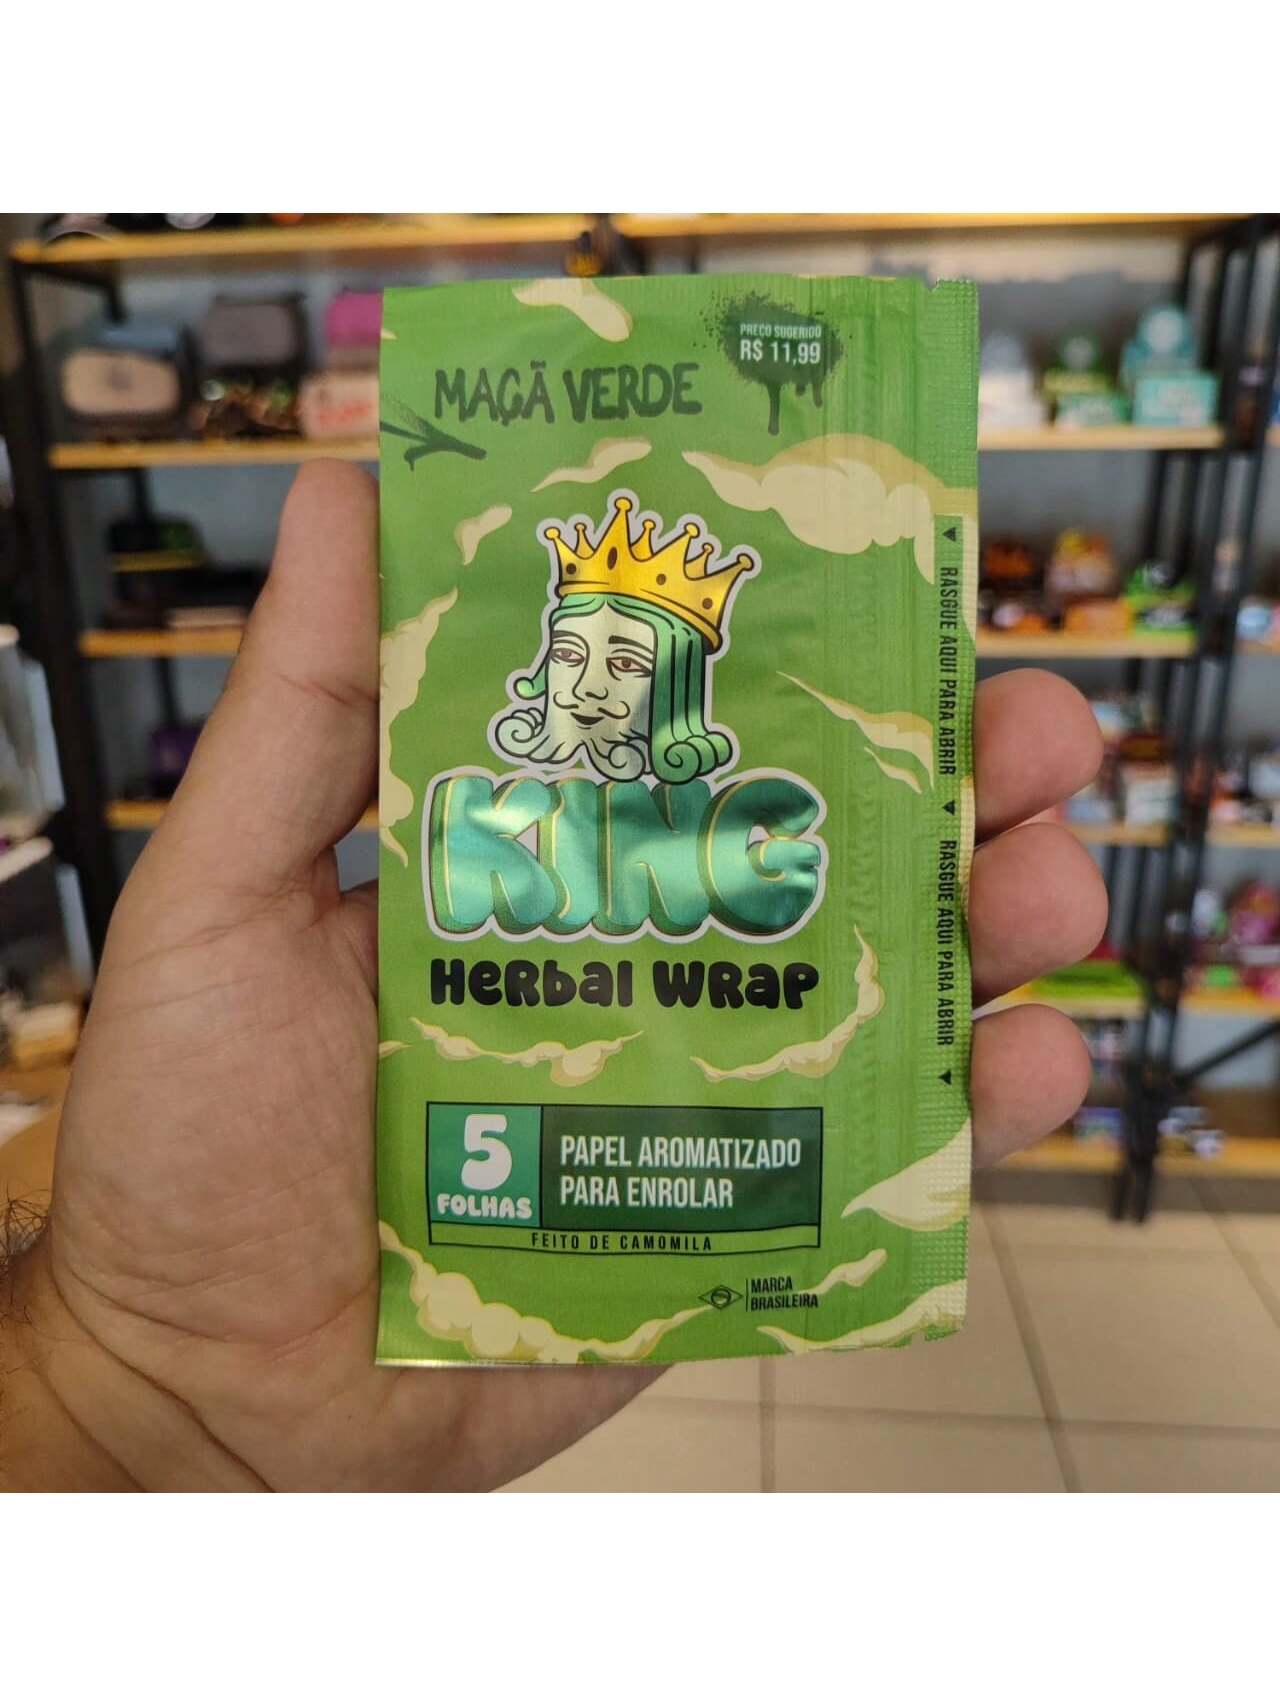 PREÇO SUGERIDO
R$ 11,99
MAÇÃ VERDE
KING
HERBAL WRAP
5
FOLHAS
PAPEL AROMATIZADO
PARA ENROLAR
FEITO DE CAMOMILA
MARCA
BRASILEIRA
RASGUE AQUI PARA ABRIR
RASGUE AQUI PARA ABRIR